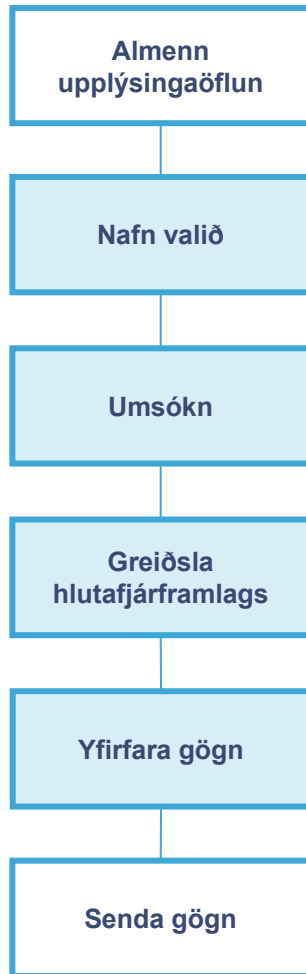 Almenn
upplýsingaöflun
Nafn valið
Umsókn
Greiðsla
hlutafjárframlags
Yfirfara gögn
Senda gögn